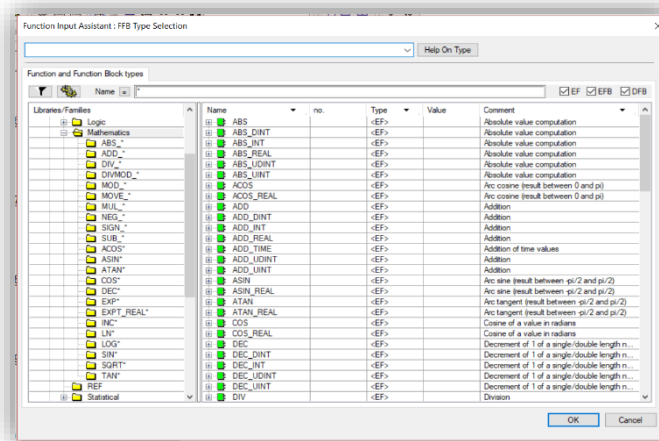 Function Input Assistant : FFB Type Selection
Help On Type
Function and Function Block types
Name = * EF EFB DFB
Libraries/Families
Logic
Mathematics
ABS_*
ADD_*
DIV_*
DIVMOD_*
MOD_*
MOVE_*
MUL_*
NEG_*
SIGN_*
SUB_*
ACOS*
ASIN*
ATAN*
COS*
DEC*
EXP*
EXPT_REAL*
INC*
LN*
LOG*
SIN*
SQRT*
TAN*
REF
Statistical
Name no. Type Value Comment
ABS <EF> Absolute value computation
ABS_DINT <EF> Absolute value computation
ABS_INT <EF> Absolute value computation
ABS_REAL <EF> Absolute value computation
ABS_UDINT <EF> Absolute value computation
ABS_UINT <EF> Absolute value computation
ACOS <EF> Arc cosine (result between 0 and pi)
ACOS_REAL <EF> Arc cosine (result between 0 and pi)
ADD <EF> Addition
ADD_DINT <EF> Addition
ADD_INT <EF> Addition
ADD_REAL <EF> Addition
ADD_TIME <EF> Addition of time values
ADD_UDINT <EF> Addition
ADD_UINT <EF> Addition
ASIN <EF> Arc sine (result between -pi/2 and pi/2)
ASIN_REAL <EF> Arc sine (result between -pi/2 and pi/2)
ATAN <EF> Arc tangent (result between -pi/2 and pi/2)
ATAN_REAL <EF> Arc tangent (result between -pi/2 and pi/2)
COS <EF> Cosine of a value in radians
COS_REAL <EF> Cosine of a value in radians
DEC <EF> Decrement of 1 of a single/double length n...
DEC_DINT <EF> Decrement of 1 of a single/double length n...
DEC_INT <EF> Decrement of 1 of a single/double length n...
DEC_UDINT <EF> Decrement of 1 of a single/double length n...
DEC_UINT <EF> Decrement of 1 of a single/double length n...
DIV <EF> Division
OK Cancel